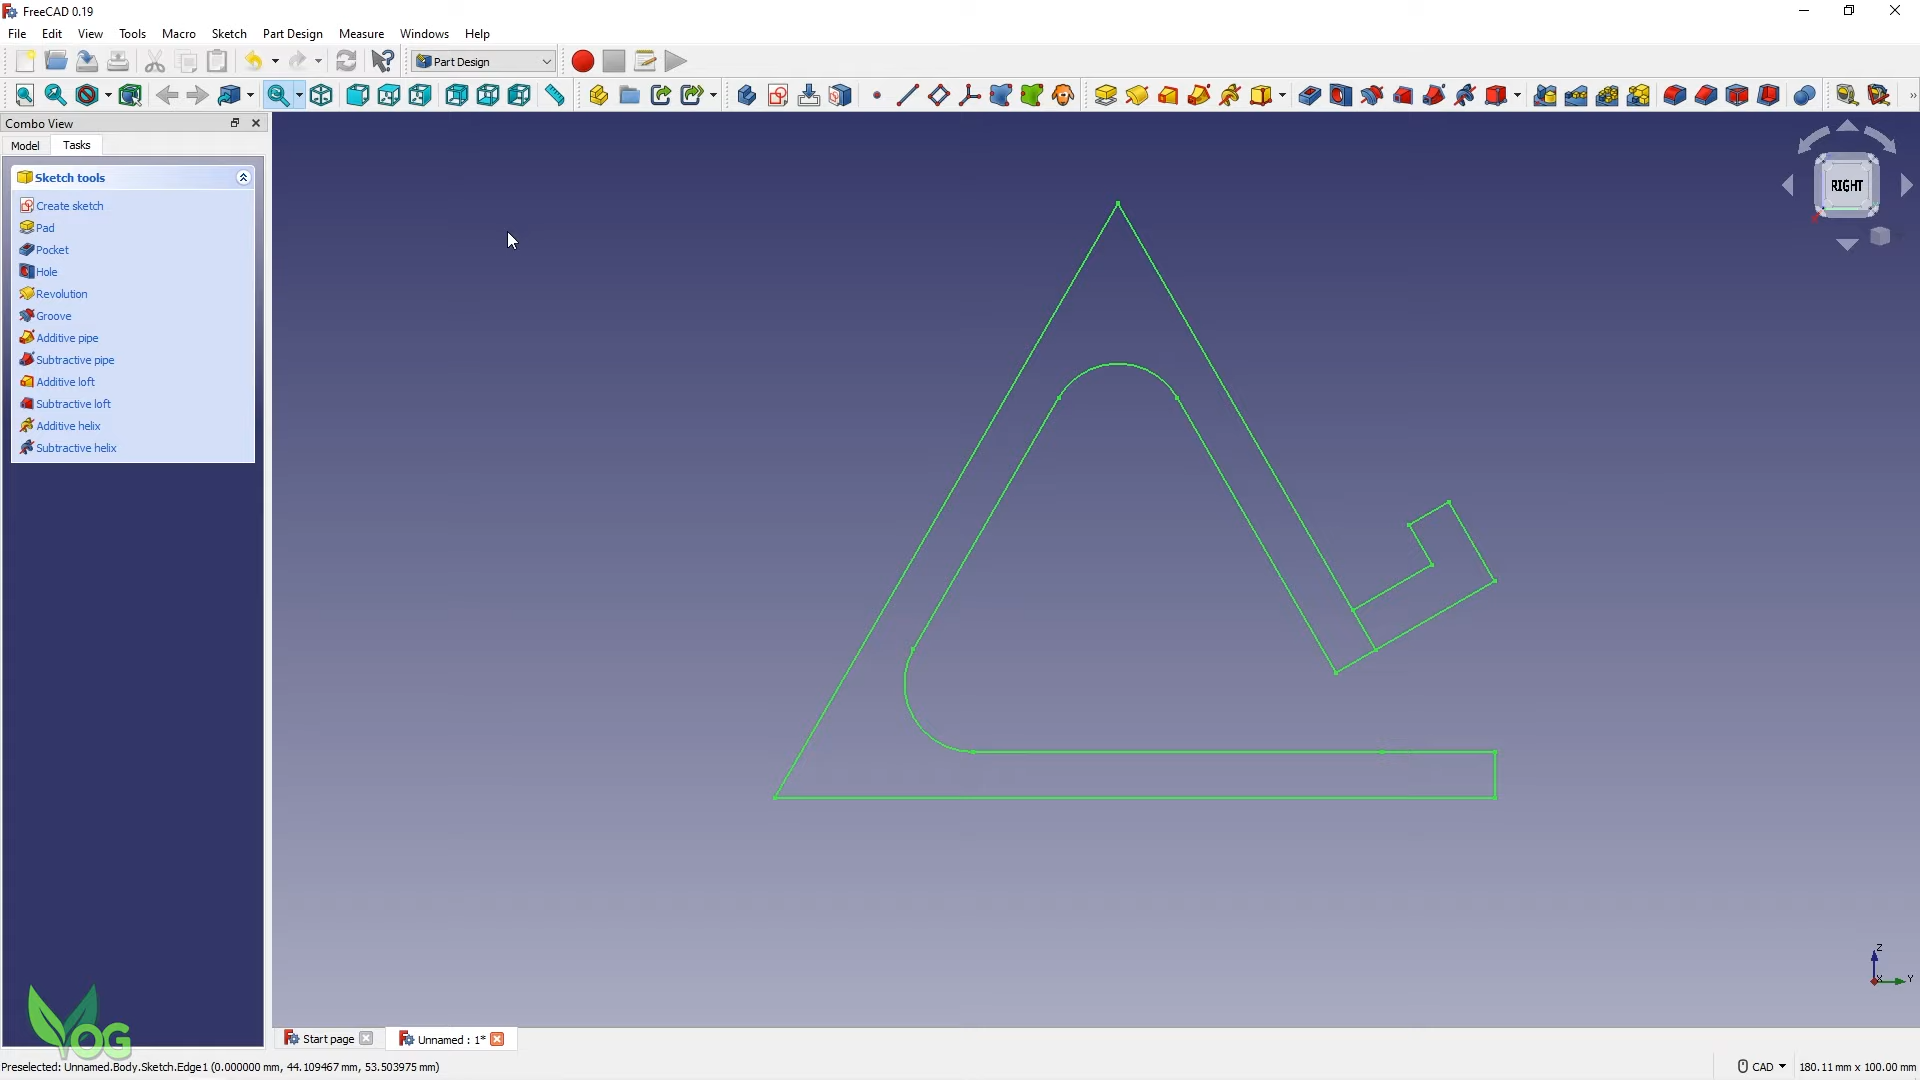 FreeCAD 0.19
File Edit View Tools Macro Sketch Part Design Measure Windows Help
Part Design
Combo View
Model Tasks
Sketch tools
Create sketch
Pad
Pocket
Hole
Revolution
Groove
Additive pipe
Subtractive pipe
Additive loft
Subtractive loft
Additive helix
Subtractive helix
RIGHT
Z
X Y
OG
Start page Unnamed : 1*
Preselected: Unnamed.Body.Sketch.Edge1 (0.000000 mm, 44.109467 mm, 53.503975 mm) CAD 180.11 mm x 100.00 mm